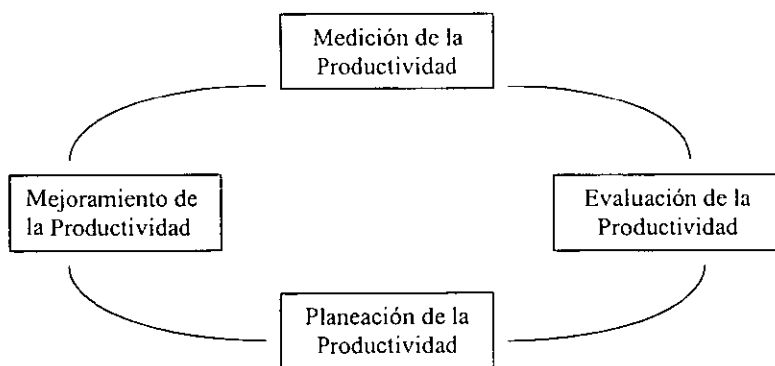 Medición de la
Productividad
Mejoramiento de
la Productividad
Evaluación de la
Productividad
Planeación de la
Productividad